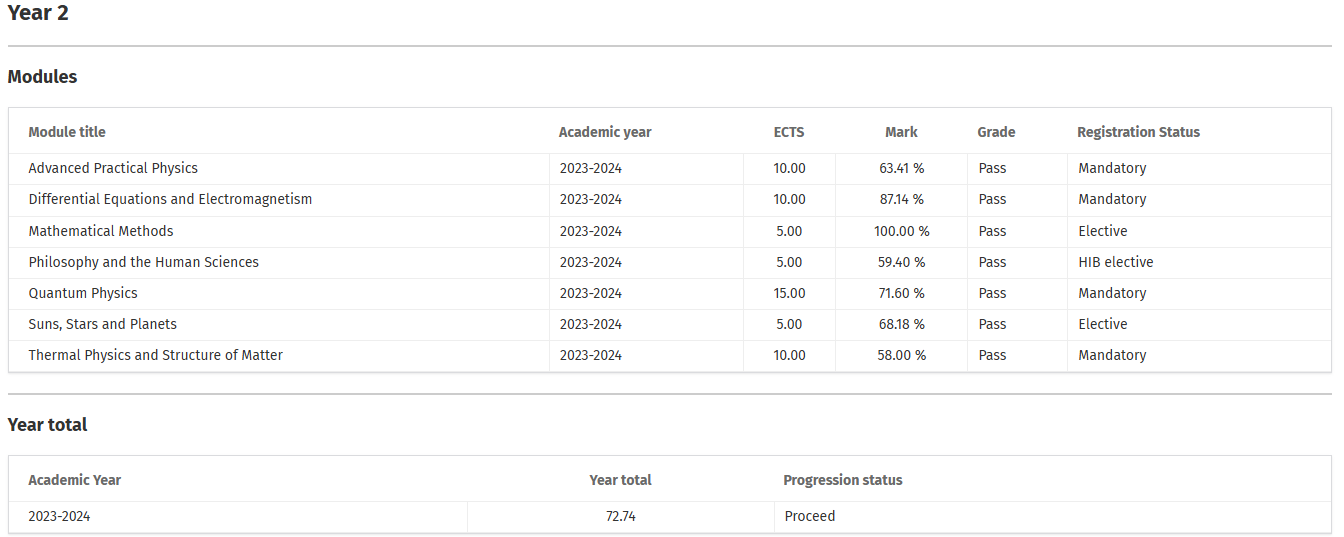 Year 2
Modules
Module title Academic year ECTS Mark Grade Registration Status
Advanced Practical Physics 2023-2024 10.00 63.41 % Pass Mandatory
Differential Equations and Electromagnetism 2023-2024 10.00 87.14 % Pass Mandatory
Mathematical Methods 2023-2024 5.00 100.00 % Pass Elective
Philosophy and the Human Sciences 2023-2024 5.00 59.40 % Pass HIB elective
Quantum Physics 2023-2024 15.00 71.60 % Pass Mandatory
Suns, Stars and Planets 2023-2024 5.00 68.18 % Pass Elective
Thermal Physics and Structure of Matter 2023-2024 10.00 58.00 % Pass Mandatory
Year total
Academic Year Year total Progression status
2023-2024 72.74 Proceed